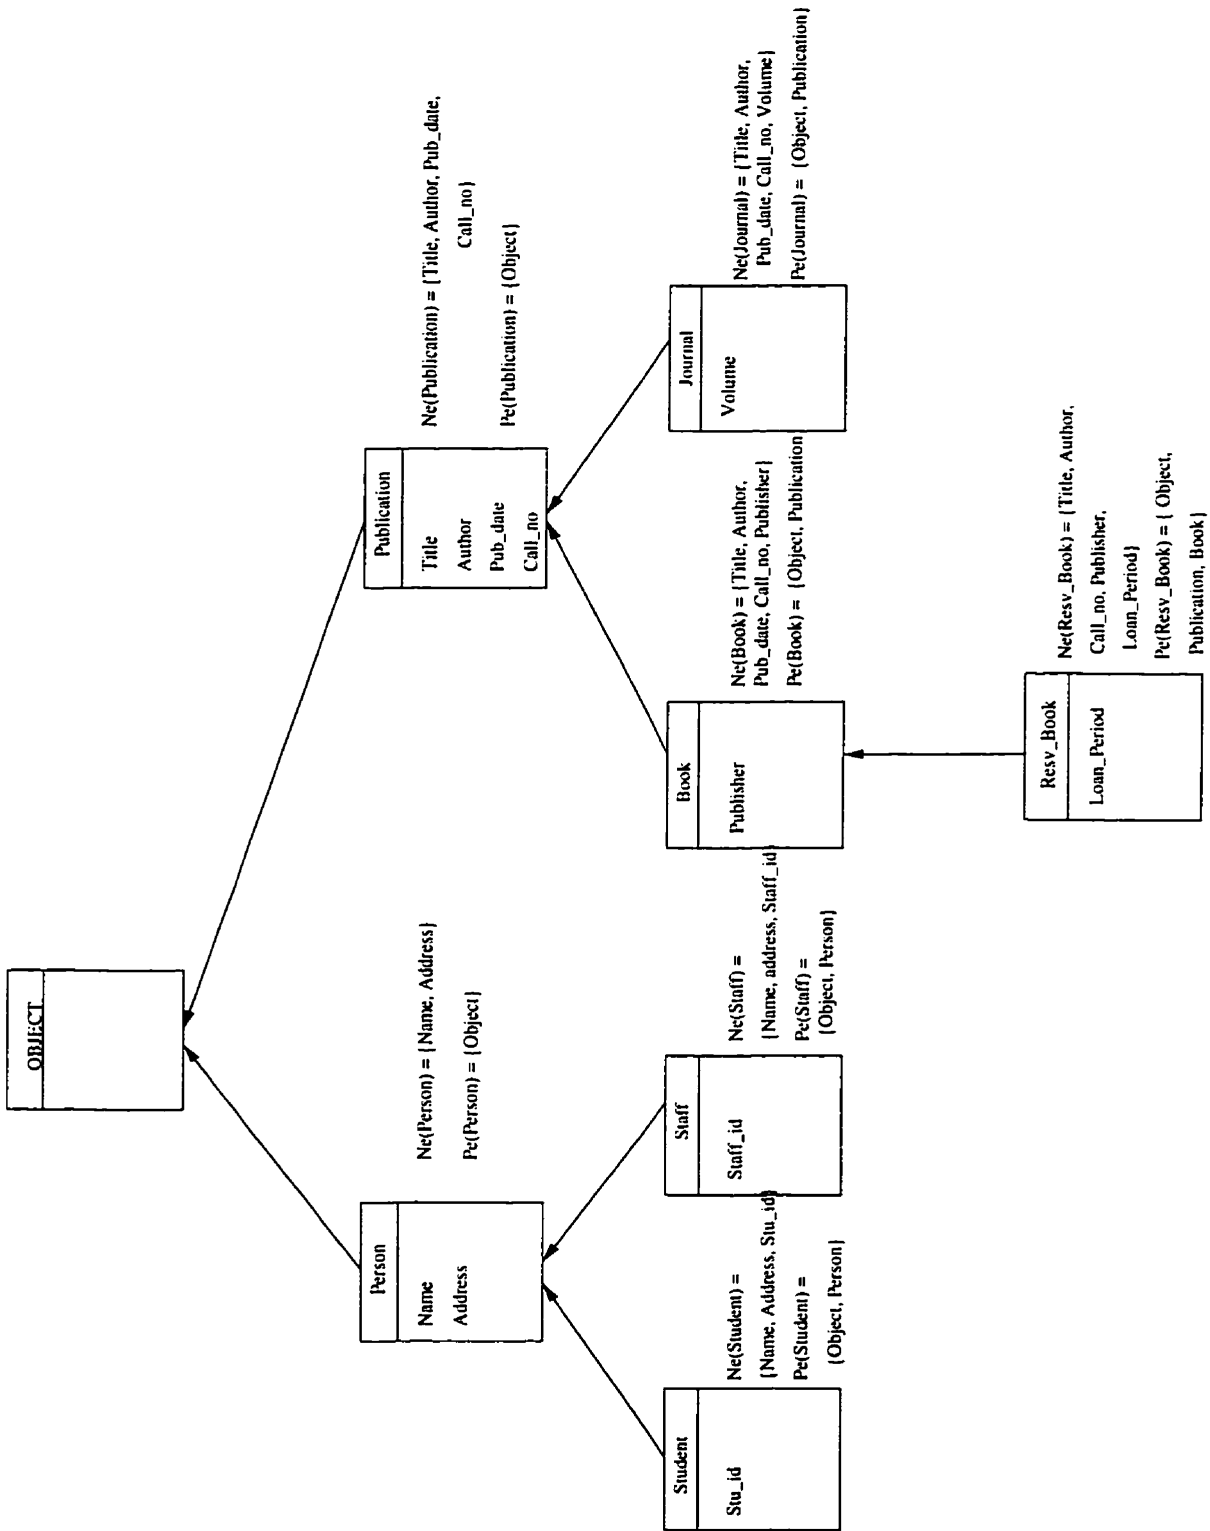 OBJECT
Person
Name
Address
Ne(Person) = {Name, Address}
Pe(Person) = {Object}
Publication
Title
Author
Pub_date
Call_no
Ne(Publication) = {Title, Author, Pub_date,
Call_no}
Pe(Publication) = {Object}
Student
Stu_id
Ne(Student) =
{Name, Address, Stu_id}
Pe(Student) =
{Object, Person}
Staff
Staff_id
Ne(Staff) =
{Name, address, Staff_id}
Pe(Staff) =
{Object, Person}
Book
Publisher
Ne(Book) = {Title, Author,
Pub_date, Call_no, Publisher}
Pe(Book) = {Object, Publication
Journal
Volume
Ne(Journal) = {Title, Author,
Pub_date, Call_no, Volume}
Pe(Journal) = {Object, Publication}
Resv_Book
Loan_Period
Ne(Resv_Book) = {Title, Author,
Call_no, Publisher,
Loan_Period}
Pe(Resv_Book) = { Object,
Publication, Book}